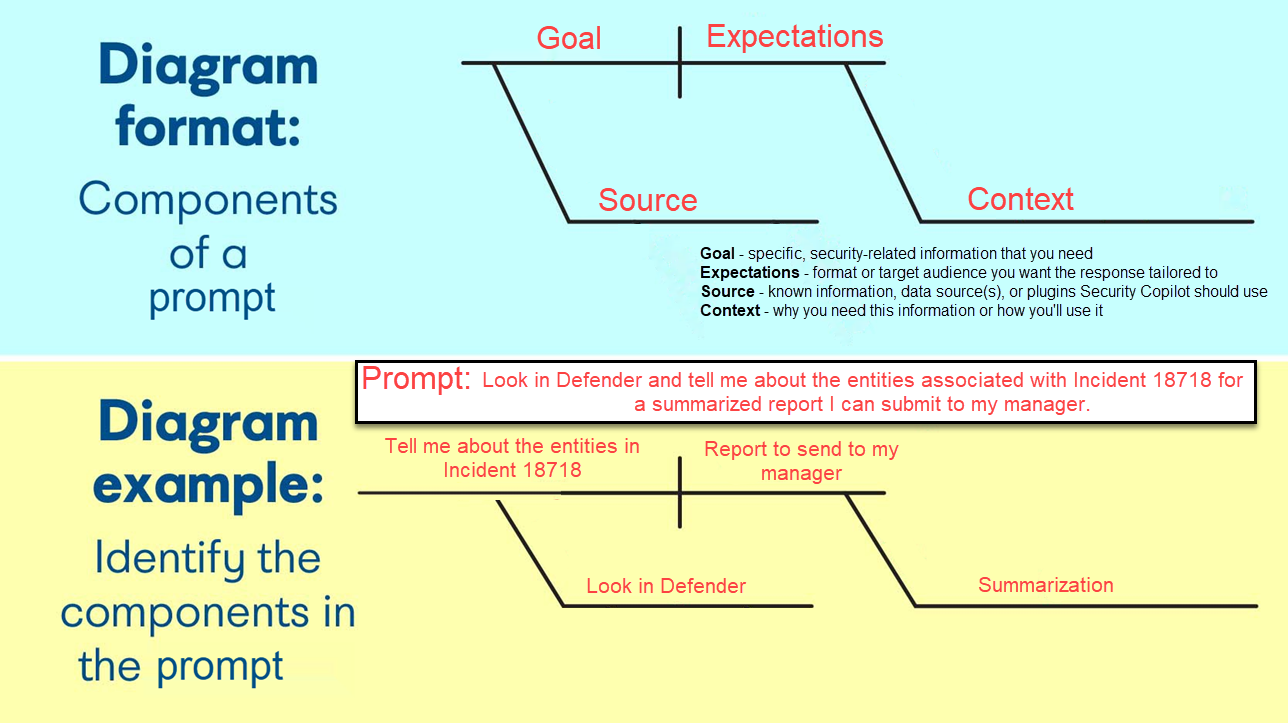 Diagram
format:
Components
of a
prompt
Goal
Expectations
Source
Context
Goal - specific, security-related information that you need
Expectations - format or target audience you want the response tailored to
Source - known information, data source(s), or plugins Security Copilot should use
Context - why you need this information or how you'll use it
Diagram
example:
Identify the
components in
the prompt
Prompt: Look in Defender and tell me about the entities associated with Incident 18718 for
a summarized report I can submit to my manager.
Tell me about the entities in
Incident 18718
Report to send to my
manager
Look in Defender
Summarization